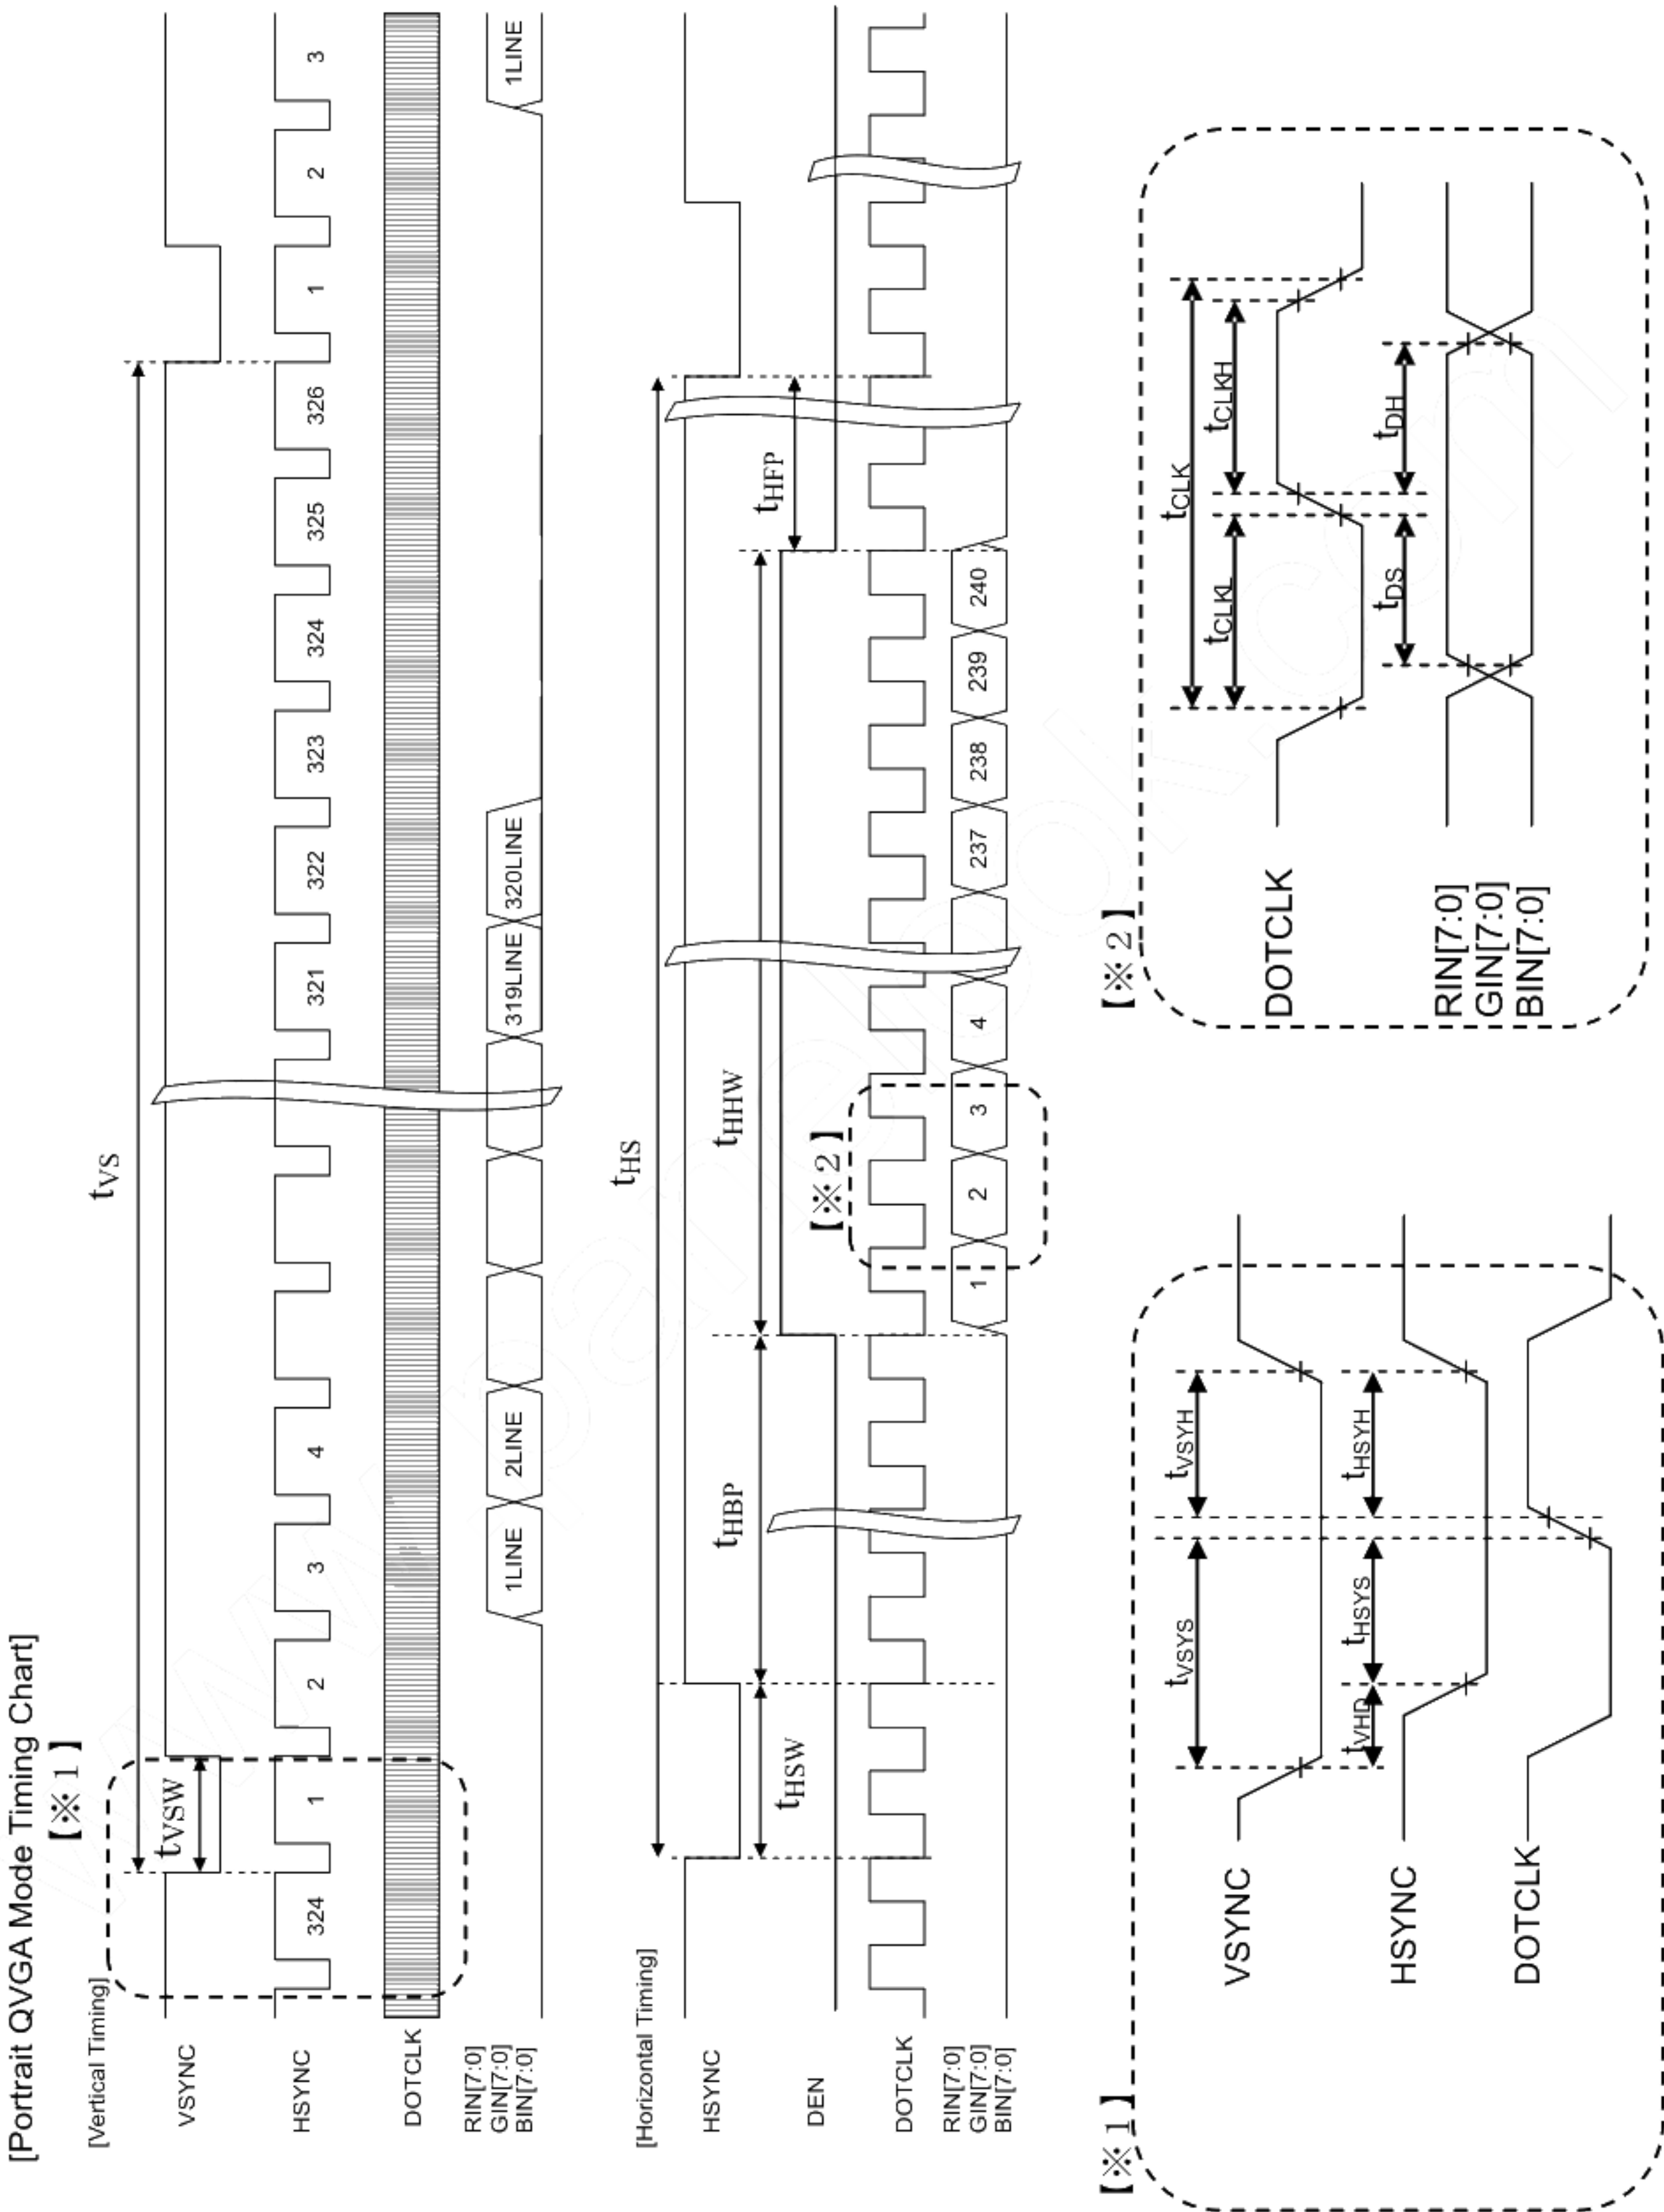 [Portrait QVGA Mode Timing Chart]
[Vertical Timing]
【※1】
tVS
tVSW
VSYNC
HSYNC
324 1 2 3 4 321 322 323 324 325 326 1 2 3
DOTCLK
RIN[7:0]
GIN[7:0]
BIN[7:0]
1LINE 2LINE 319LINE 320LINE 1LINE
[Horizontal Timing]
tHS
HSYNC
tHSW tHBP tHHW tHFP
DEN
【※2】
DOTCLK
RIN[7:0]
GIN[7:0]
BIN[7:0]
1 2 3 4 237 238 239 240
【※1】
VSYNC
tVSYS tVSYH
HSYNC
tVHD tHSYS tHSYH
DOTCLK
【※2】
tCLK
tCLKL tCLKH
DOTCLK
tDS tDH
RIN[7:0]
GIN[7:0]
BIN[7:0]
www.panelook.com